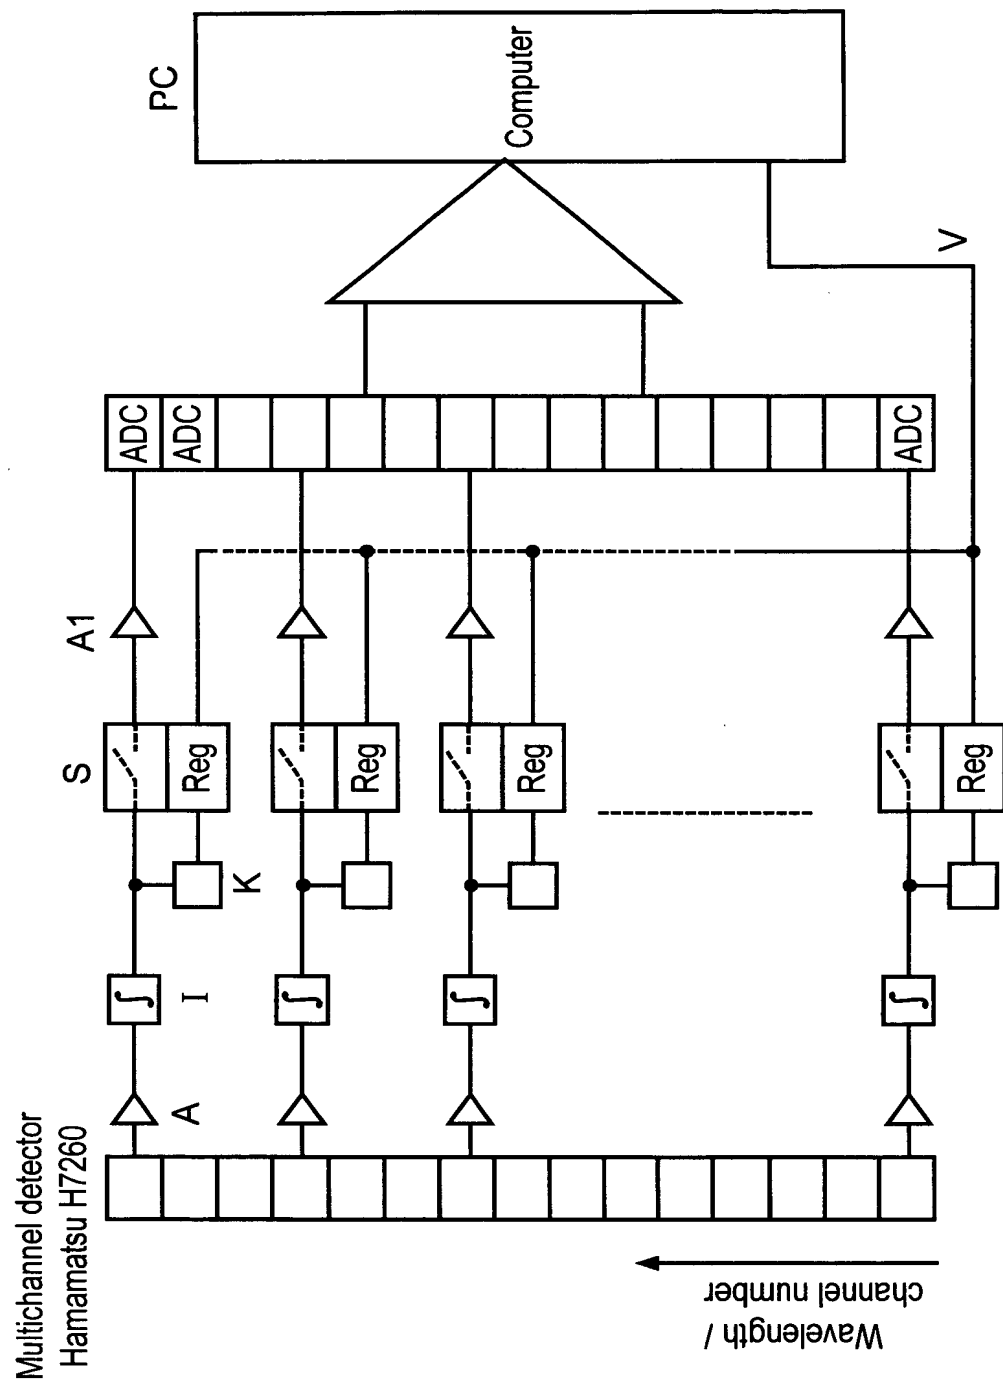 Multichannel detector
Hamamatsu H7260
Wavelength /
channel number
A
I
∫
∫
∫
∫
K
S
Reg
Reg
Reg
Reg
A1
ADC
ADC
ADC
V
PC
Computer